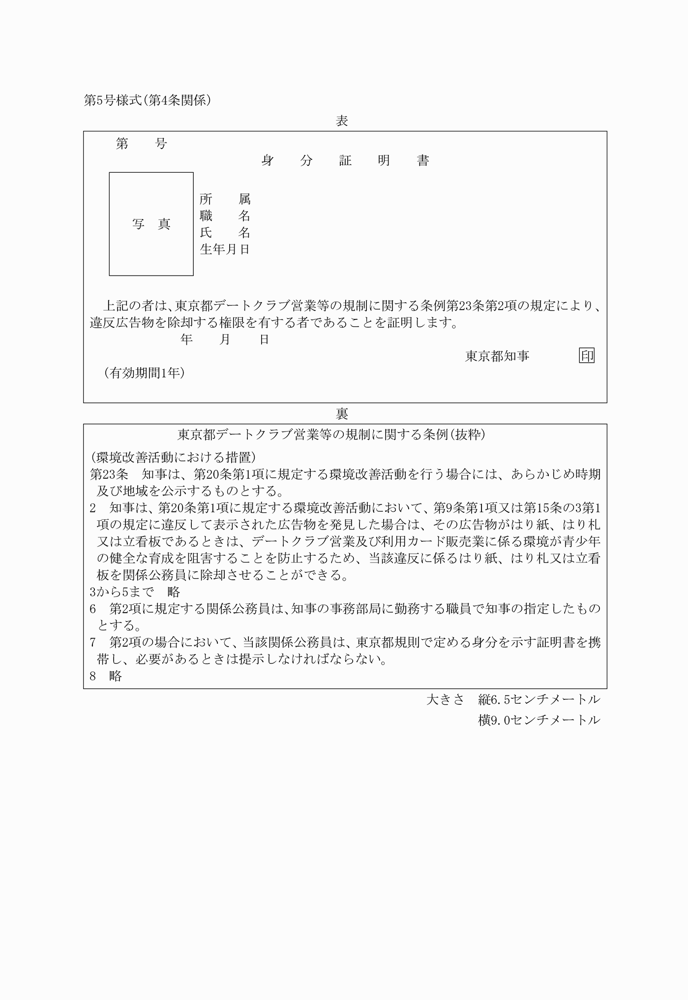 第5号様式(第4条関係)
表
第　　号
身　　分　　証　　明　　書
写　真
所　　属
職　　名
氏　　名
生年月日
上記の者は、東京都デートクラブ営業等の規制に関する条例第23条第2項の規定により、
違反広告物を除却する権限を有する者であることを証明します。
年　　月　　日
東京都知事　　　　印
(有効期間1年)
裏
東京都デートクラブ営業等の規制に関する条例(抜粋)
(環境改善活動における措置)
第23条　知事は、第20条第1項に規定する環境改善活動を行う場合には、あらかじめ時期
及び地域を公示するものとする。
2　知事は、第20条第1項に規定する環境改善活動において、第9条第1項又は第15条の3第1
項の規定に違反して表示された広告物を発見した場合は、その広告物がはり紙、はり札
又は立看板であるときは、デートクラブ営業及び利用カード販売業に係る環境が青少年
の健全な育成を阻害することを防止するため、当該違反に係るはり紙、はり札又は立看
板を関係公務員に除却させることができる。
3から5まで　略
6　第2項に規定する関係公務員は、知事の事務部局に勤務する職員で知事の指定したもの
とする。
7　第2項の場合において、当該関係公務員は、東京都規則で定める身分を示す証明書を携
帯し、必要があるときは提示しなければならない。
8　略
大きさ　縦6.5センチメートル
横9.0センチメートル